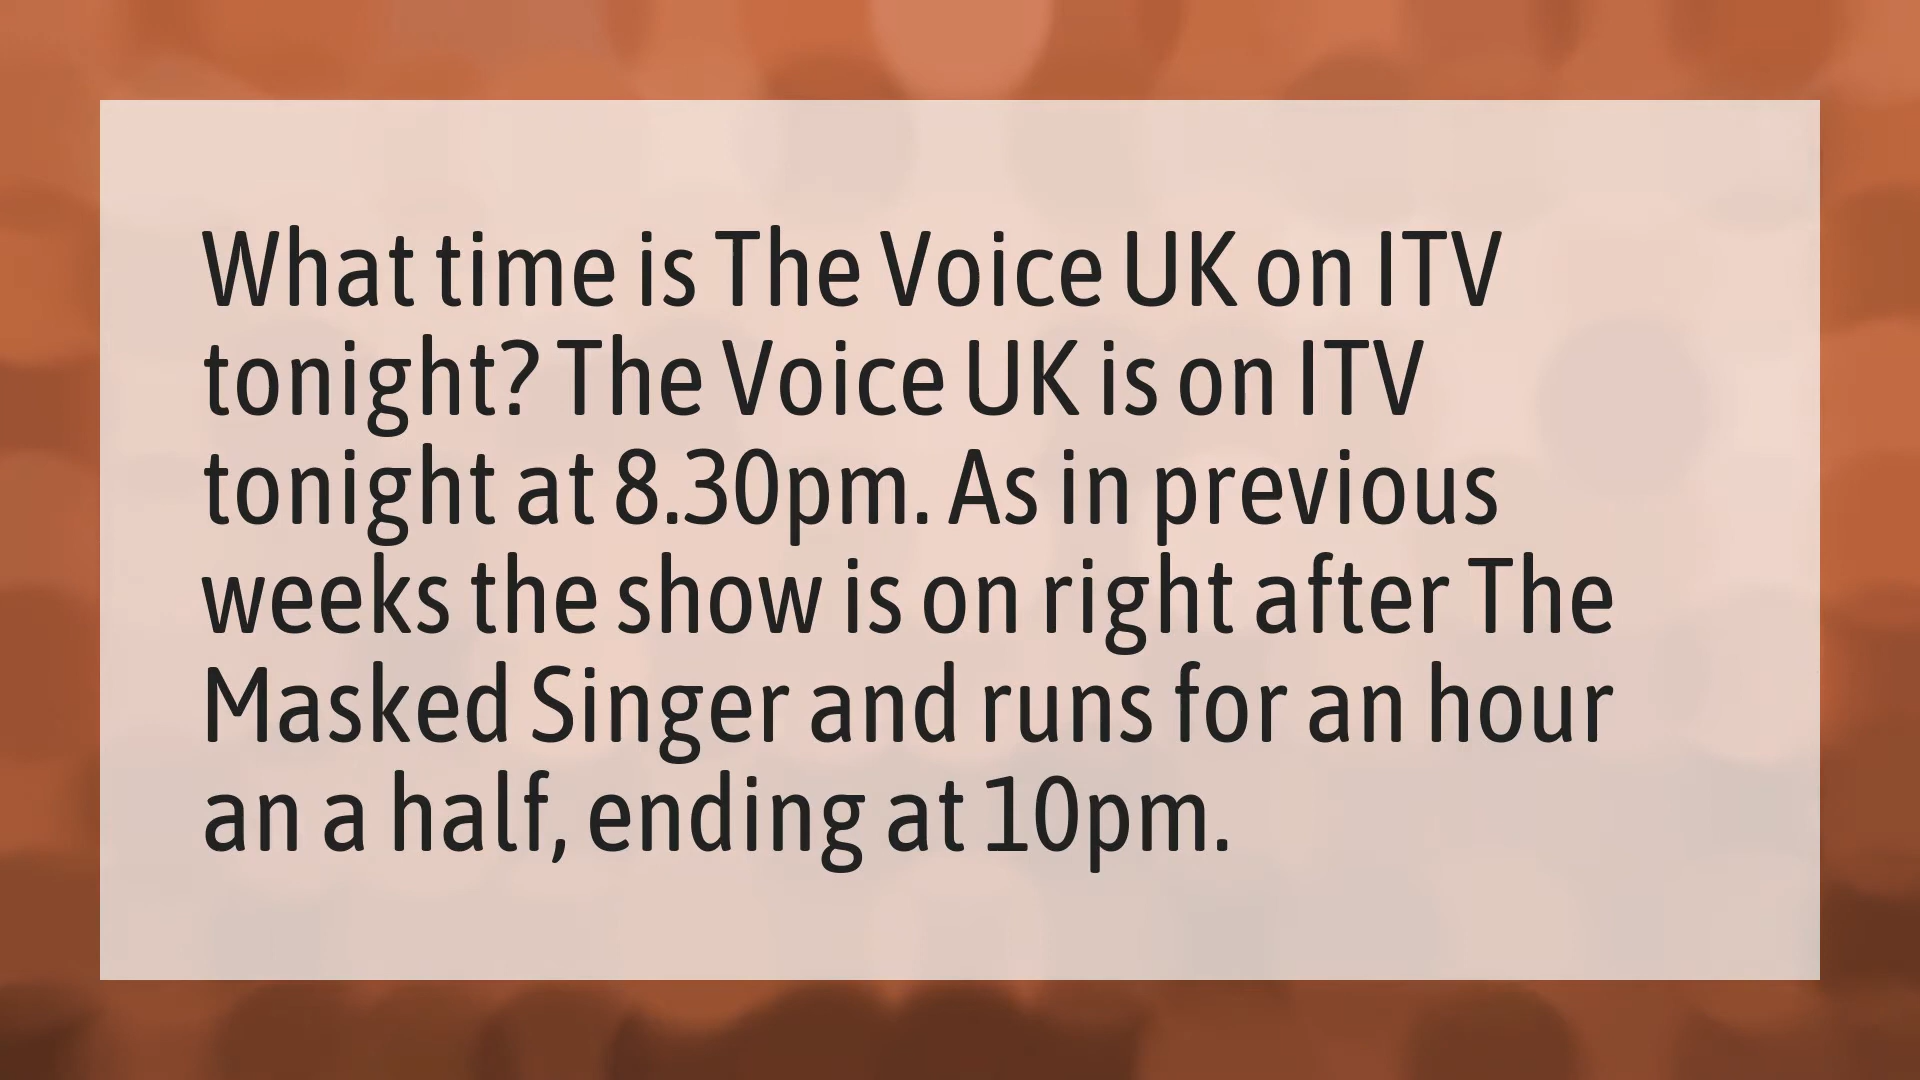 What time is The Voice UK on ITV
tonight? The Voice UK is on ITV
tonight at 8.30pm. As in previous
weeks the show is on right after The
Masked Singer and runs for an hour
an a half, ending at 10pm.